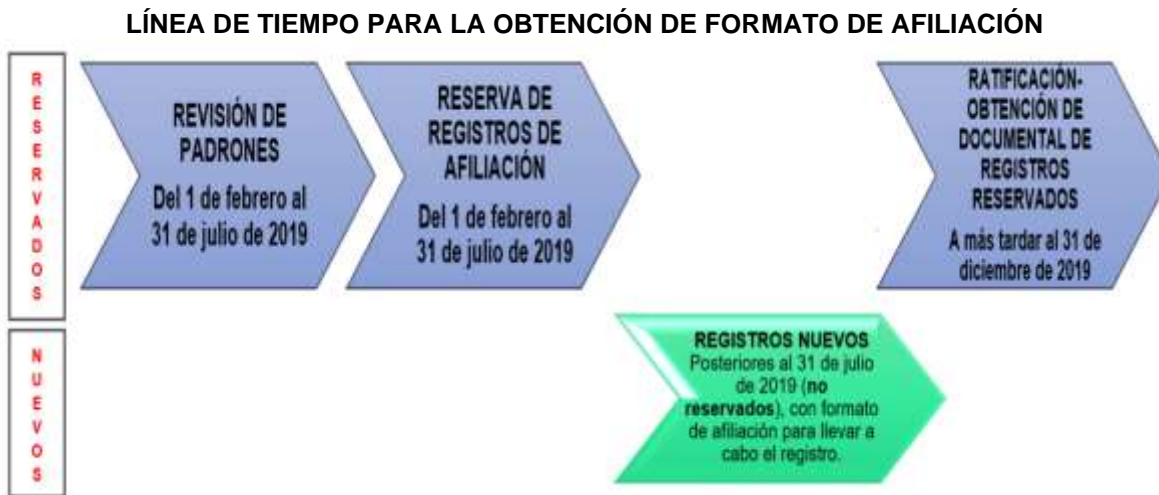 LÍNEA DE TIEMPO PARA LA OBTENCIÓN DE FORMATO DE AFILIACIÓN
RESERVADOS
REVISIÓN DE
PADRONES
Del 1 de febrero al
31 de julio de 2019
RESERVA DE
REGISTROS DE
AFILIACIÓN
Del 1 de febrero al
31 de julio de 2019
RATIFICACIÓN-
OBTENCIÓN DE
DOCUMENTAL DE
REGISTROS
RESERVADOS
A más tardar al 31 de
diciembre de 2019
NUEVOS
REGISTROS NUEVOS
Posteriores al 31 de julio
de 2019 (no
reservados), con formato
de afiliación para llevar a
cabo el registro.